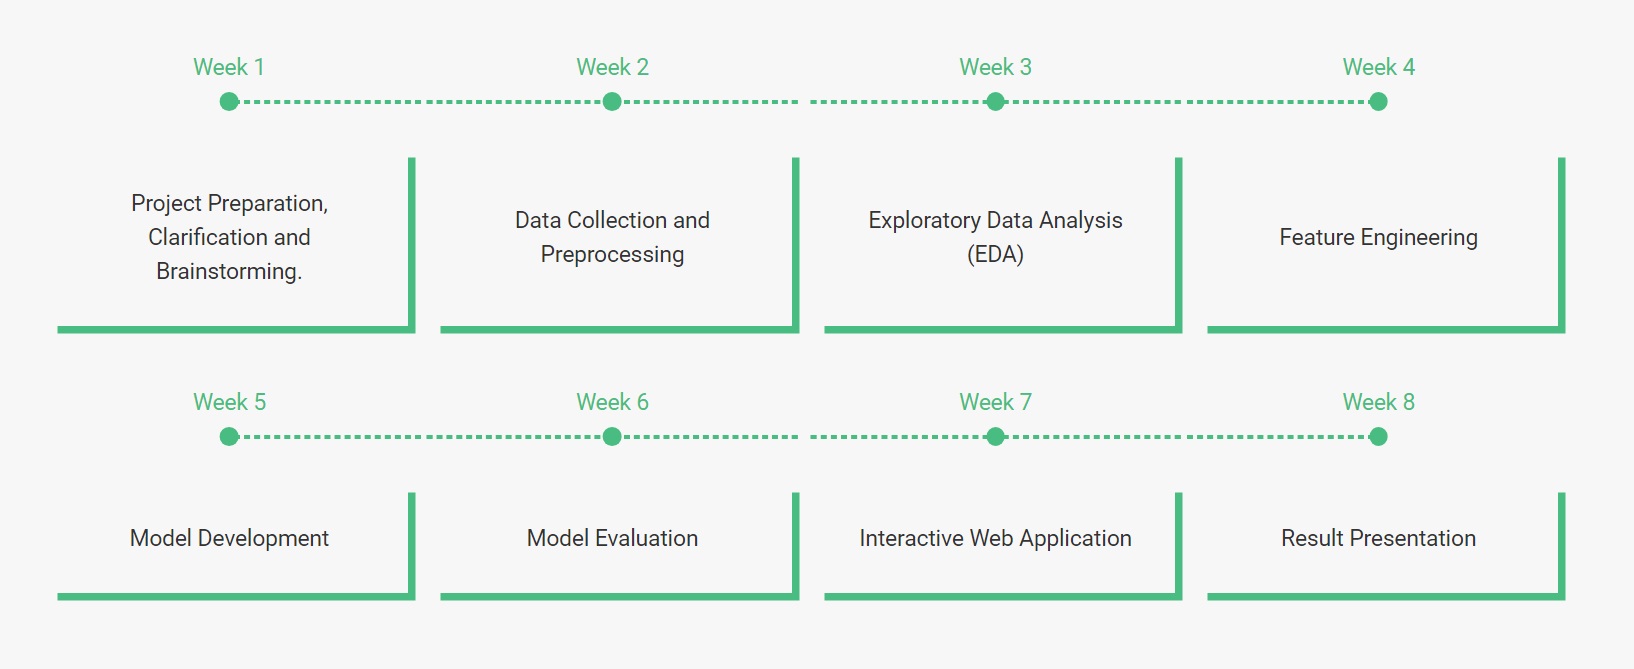 Week 1
Week 2
Week 3
Week 4
Project Preparation,
Clarification and
Brainstorming.
Data Collection and
Preprocessing
Exploratory Data Analysis
(EDA)
Feature Engineering
Week 5
Week 6
Week 7
Week 8
Model Development
Model Evaluation
Interactive Web Application
Result Presentation